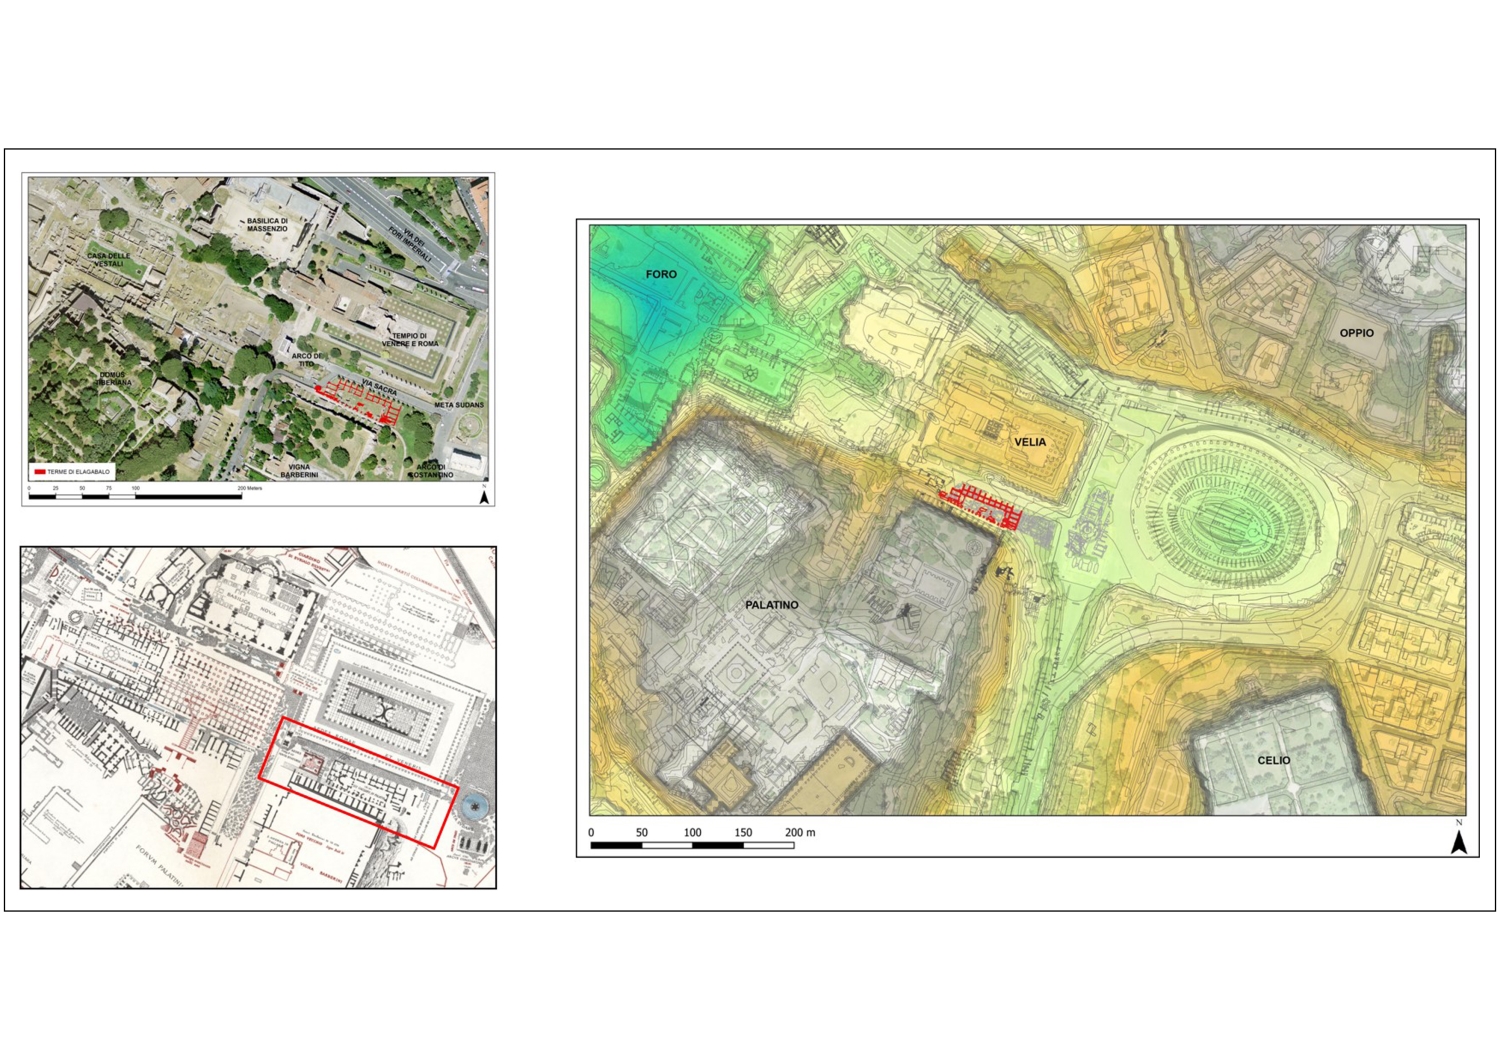 BASILICA DI
MASSENZIO
VIA DEI
FORI IMPERIALI
CASA DELLE
VESTALI
TEMPIO DI
VENERE E ROMA
ARCO DI
TITO
DOMUS
TIBERIANA
VIA SACRA
META SUDANS
VIGNA
BARBERINI
ARCO DI
COSTANTINO
TERME DI ELAGABALO
0 25 50 75 100 200 Meters
N
BASILICA
NOVA
FORVM PALATINI
VIGNA BARBERINI
FORO
OPPIO
VELIA
PALATINO
CELIO
0 50 100 150 200 m
N